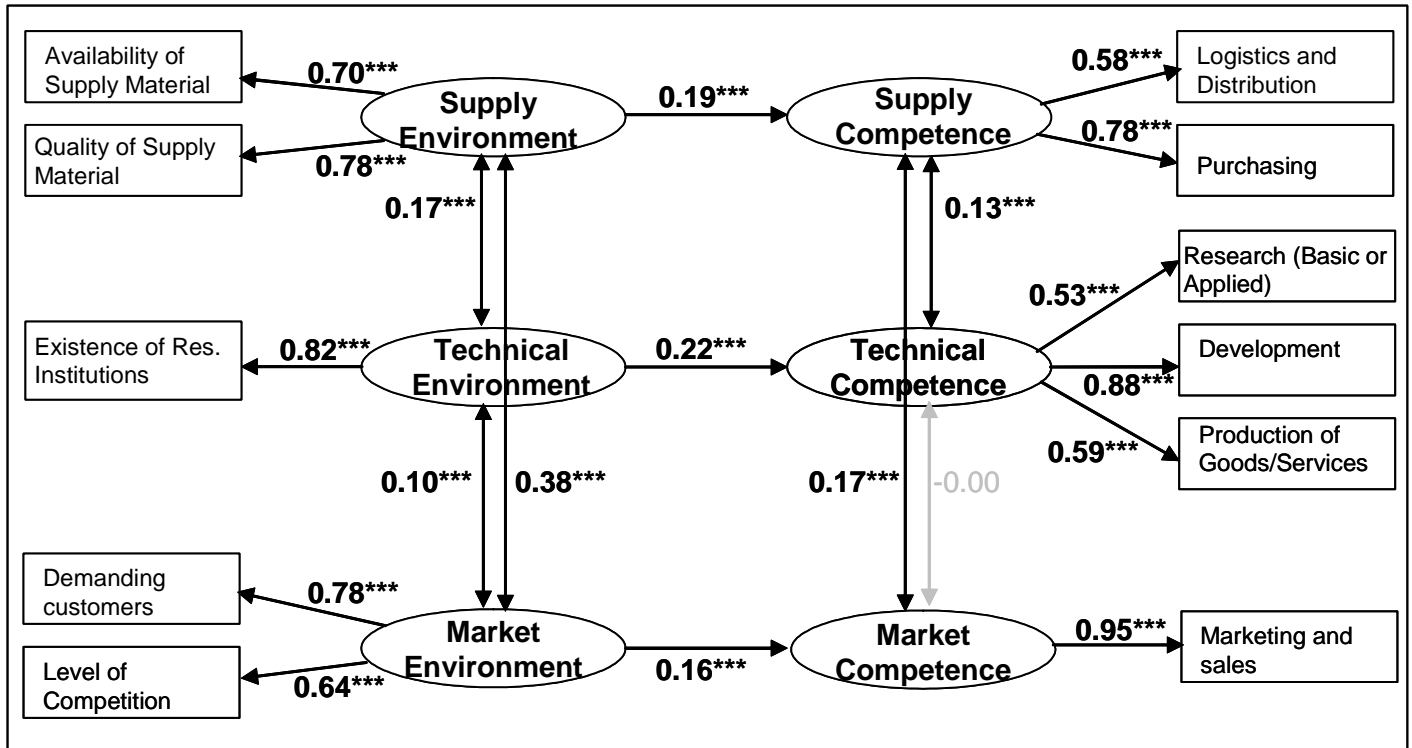 Availability of
Supply Material
0.70***
Supply
Environment
0.19***
Supply
Competence
0.58***
Logistics and
Distribution
Quality of Supply
Material
0.78***
0.78***
Purchasing
0.17***
0.13***
Research (Basic or
Applied)
0.53***
Existence of Res.
Institutions
0.82***
Technical
Environment
0.22***
Technical
Competence
Development
0.88***
Production of
Goods/Services
0.59***
0.10***
0.38***
0.17***
-0.00
Demanding
customers
0.78***
Market
Environment
0.16***
Market
Competence
0.95***
Marketing and
sales
Level of
Competition
0.64***